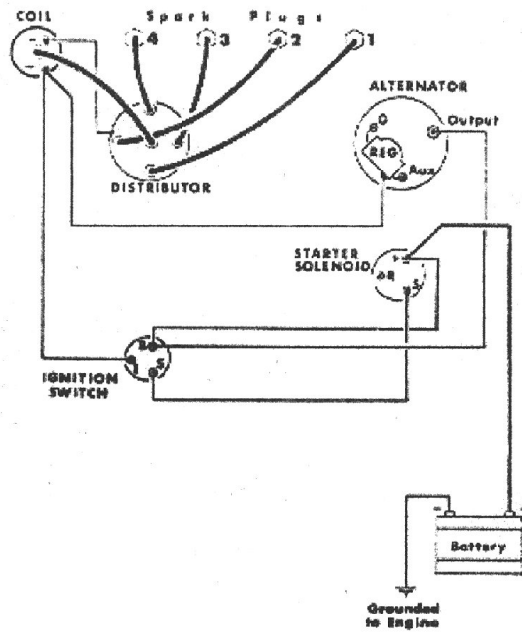 COIL
Spark Plugs
4
3
2
1
ALTERNATOR
Output
REG
Aux
DISTRIBUTOR
STARTER
SOLENOID
R
S
B
I
S
IGNITION
SWITCH
Battery
Grounded
to Engine